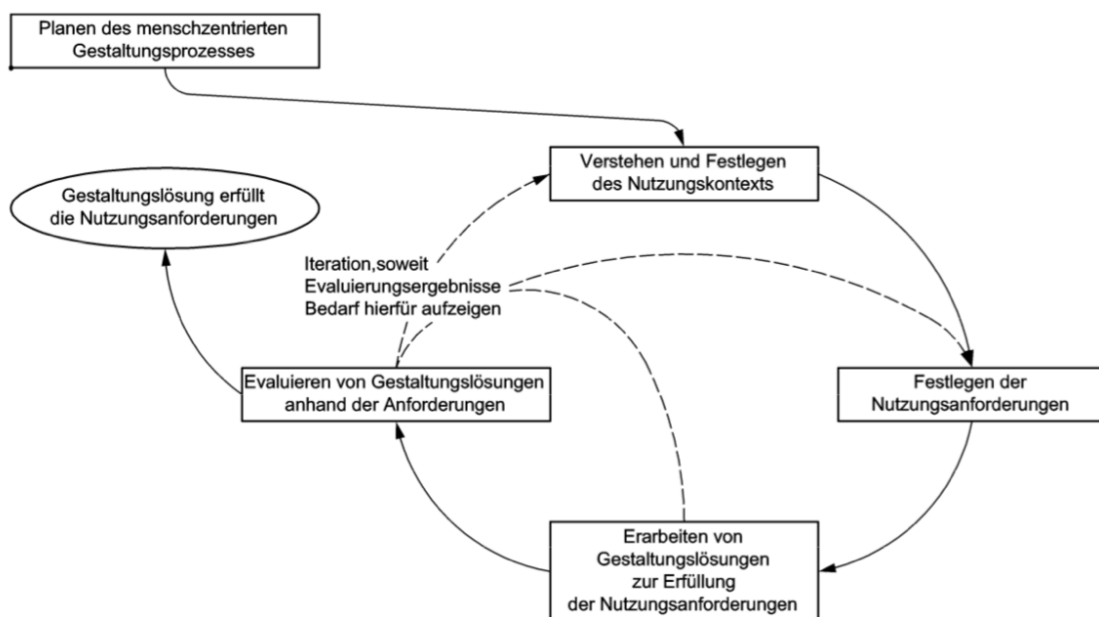 Planen des menschzentrierten
Gestaltungsprozesses
Verstehen und Festlegen
des Nutzungskontexts
Gestaltungslösung erfüllt
die Nutzungsanforderungen
Iteration,soweit
Evaluierungsergebnisse
Bedarf hierfür aufzeigen
Evaluieren von Gestaltungslösungen
anhand der Anforderungen
Festlegen der
Nutzungsanforderungen
Erarbeiten von
Gestaltungslösungen
zur Erfüllung
der Nutzungsanforderungen